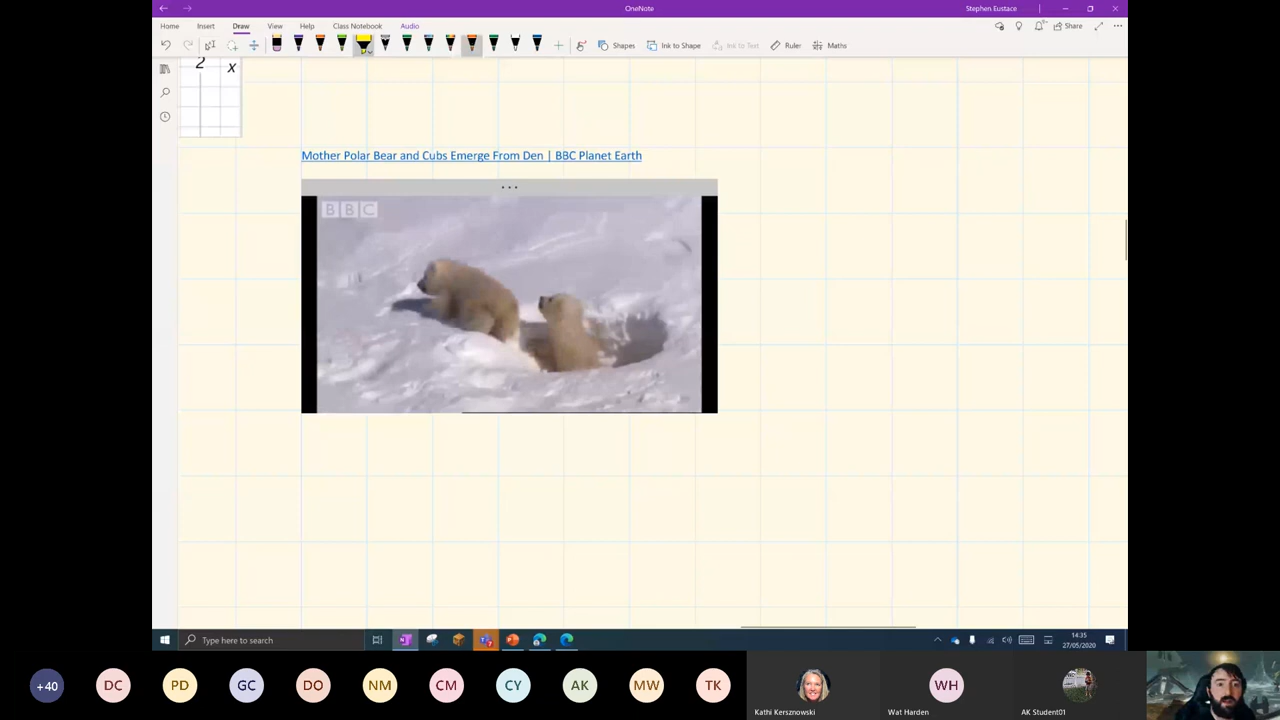 OneNote
Stephen Eustace
Home Insert Draw View Help Class Notebook Audio
Share
Shapes Ink to Shape Ink to Text Ruler Maths
2 x
Mother Polar Bear and Cubs Emerge From Den | BBC Planet Earth
BBC
Type here to search
14:35
27/05/2020
+40 DC PD GC DO NM CM CY AK MW TK WH
Kathi Kersznowski Wat Harden AK Student01